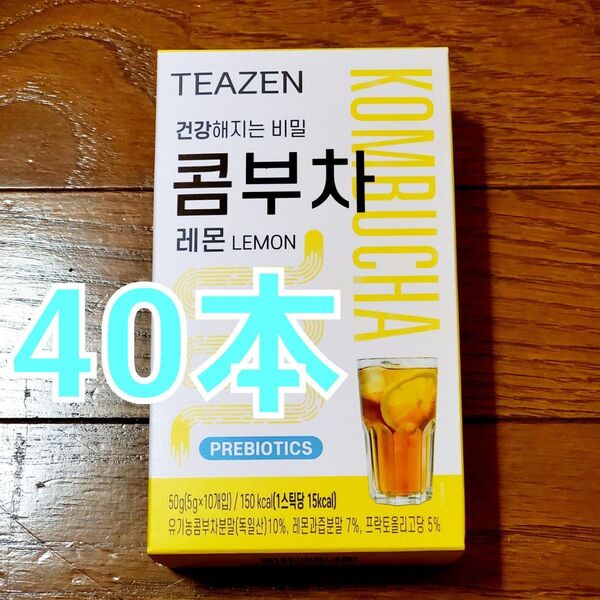 TEAZEN
건강해지는 비밀
콤부차
레몬 LEMON
KOMBUCHA
40本
PREBIOTICS
50g(5g×10개입) / 150 kcal(1스틱당 15kcal)
유기농콤부차분말(독일산)10%, 레몬과즙분말 7%, 프락토올리고당 5%